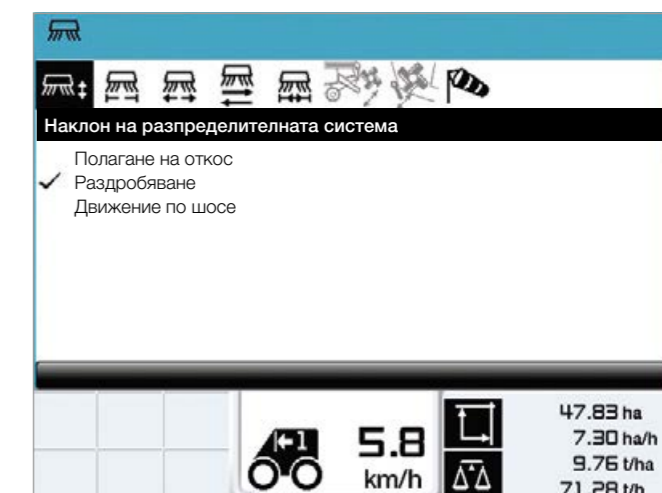 Наклон на разпределителната система
Полагане на откос
Раздробяване
Движение по шосе
1
5.8
km/h
47.83 ha
7.30 ha/h
9.76 t/ha
71.28 t/h